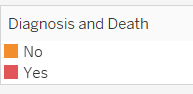 Diagnosis and Death
No
Yes